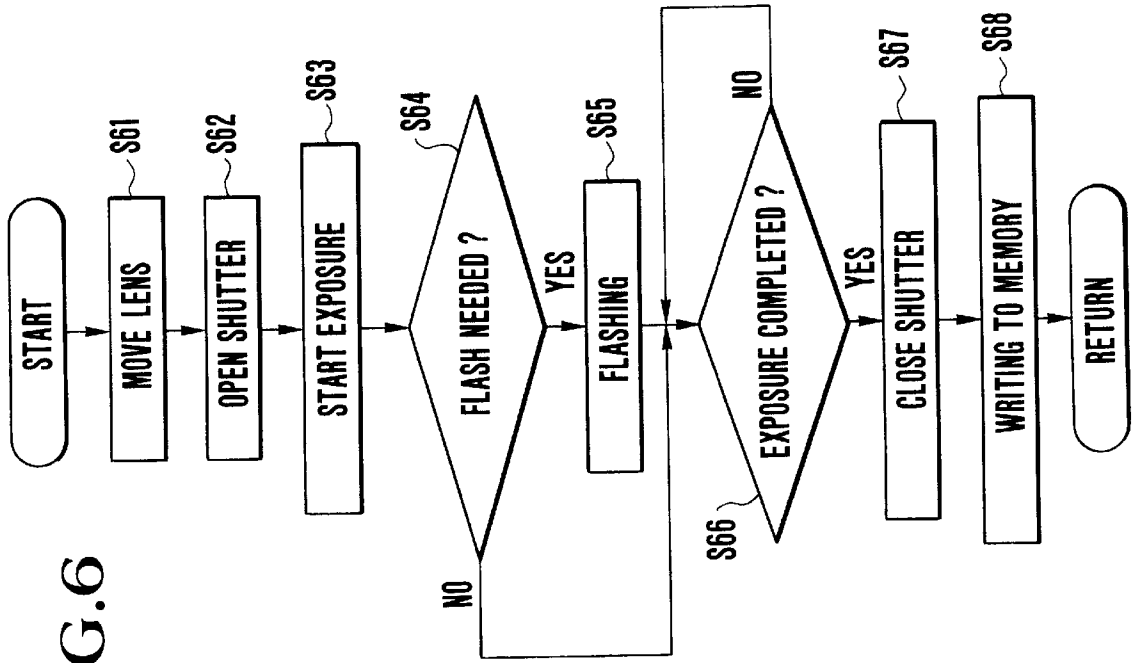 G.6
START
MOVE LENS
S61
OPEN SHUTTER
S62
START EXPOSURE
S63
FLASH NEEDED ?
S64
NO
YES
FLASHING
S65
EXPOSURE COMPLETED ?
S66
NO
YES
CLOSE SHUTTER
S67
WRITING TO MEMORY
S68
RETURN